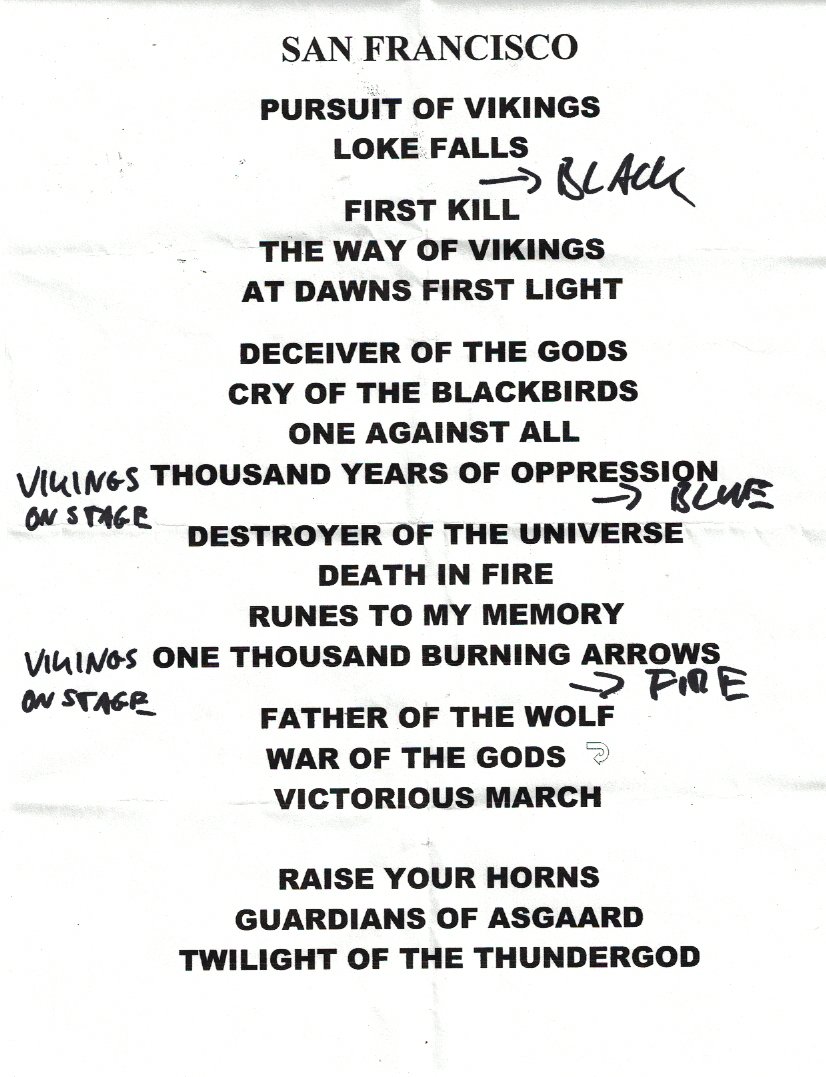 SAN FRANCISCO
PURSUIT OF VIKINGS
LOKE FALLS
→ BLACK
FIRST KILL
THE WAY OF VIKINGS
AT DAWNS FIRST LIGHT
DECEIVER OF THE GODS
CRY OF THE BLACKBIRDS
ONE AGAINST ALL
VIKINGS THOUSAND YEARS OF OPPRESSION
ON STAGE → BLUE
DESTROYER OF THE UNIVERSE
DEATH IN FIRE
RUNES TO MY MEMORY
VIKINGS ONE THOUSAND BURNING ARROWS
ON STAGE → FIRE
FATHER OF THE WOLF
WAR OF THE GODS
VICTORIOUS MARCH
RAISE YOUR HORNS
GUARDIANS OF ASGAARD
TWILIGHT OF THE THUNDERGOD